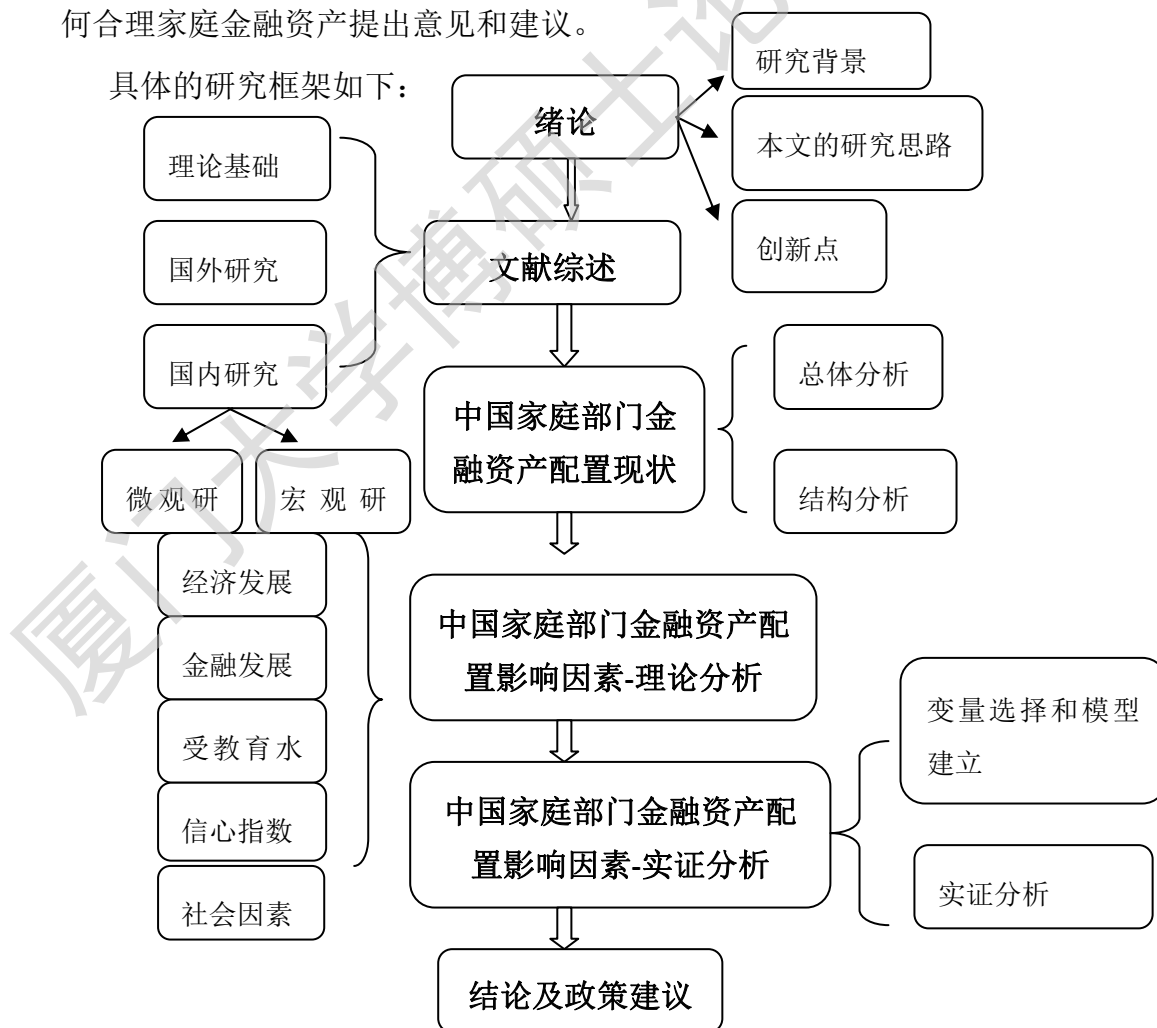 何合理家庭金融资产提出意见和建议。
具体的研究框架如下：
绪论
研究背景
本文的研究思路
创新点
理论基础
国外研究
国内研究
文献综述
微观研
宏观研
中国家庭部门金
融资产配置现状
总体分析
结构分析
经济发展
金融发展
受教育水
信心指数
社会因素
中国家庭部门金融资产配
置影响因素-理论分析
中国家庭部门金融资产配
置影响因素-实证分析
变量选择和模型
建立
实证分析
结论及政策建议
厦门大学博硕士论